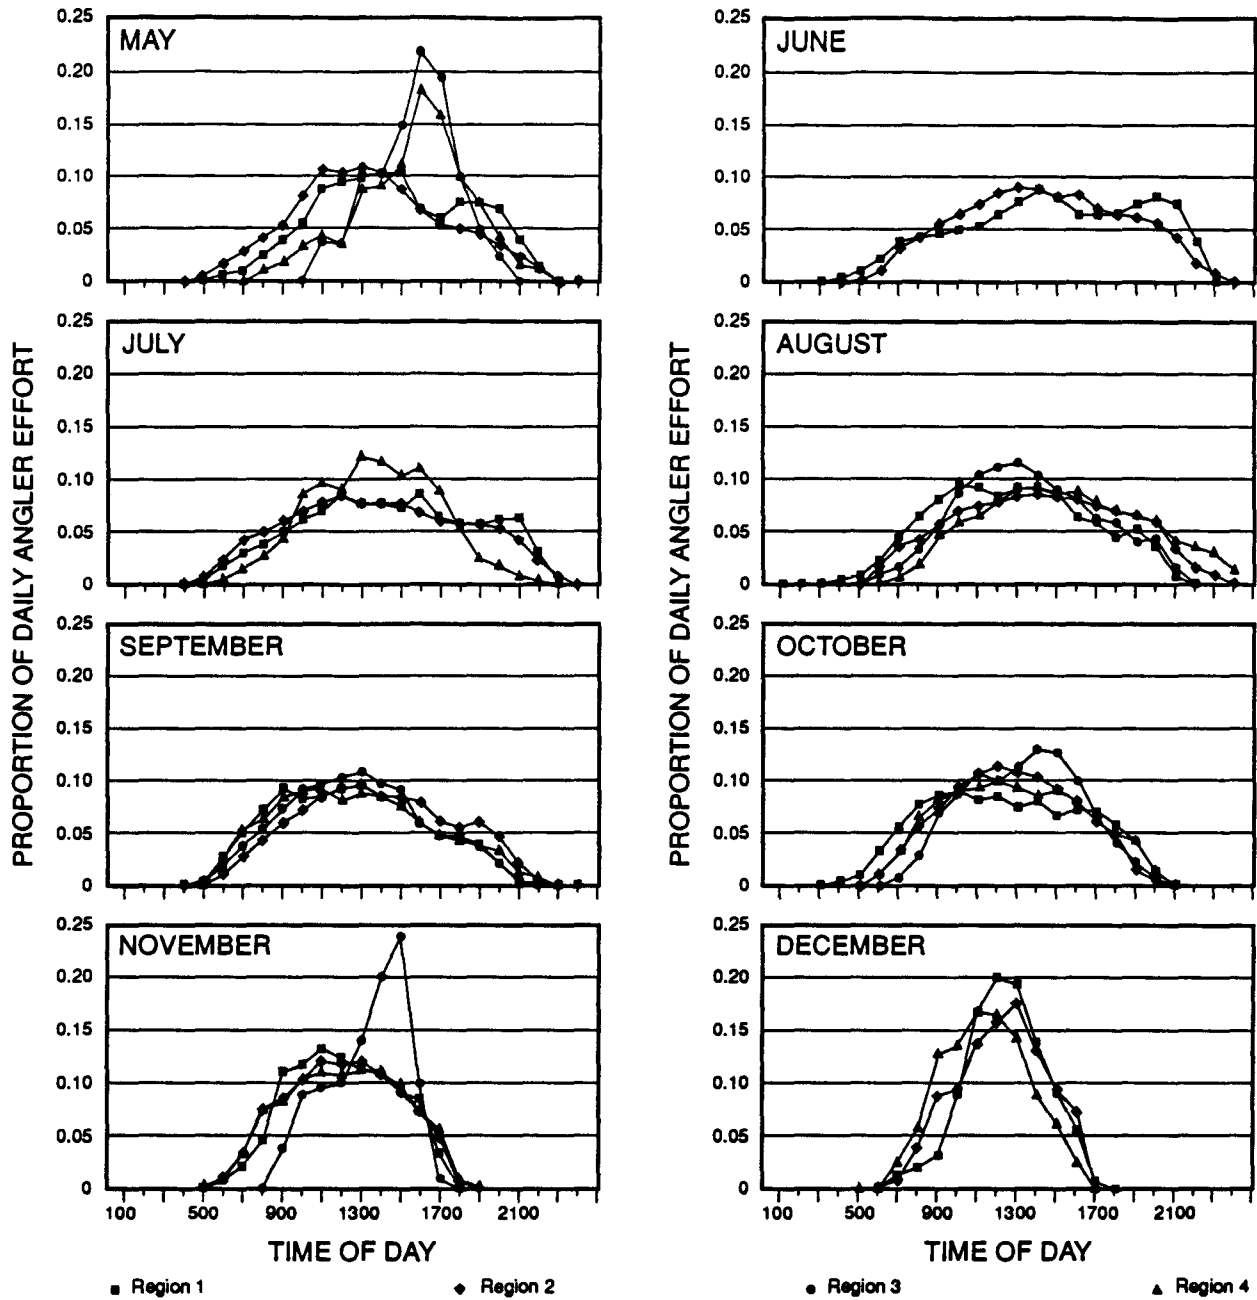 MAY
0.25
0.20
0.15
0.10
0.05
0
JUNE
0.25
0.20
0.15
0.10
0.05
0
JULY
0.25
0.20
0.15
0.10
0.05
0
AUGUST
0.25
0.20
0.15
0.10
0.05
0
SEPTEMBER
0.25
0.20
0.15
0.10
0.05
0
OCTOBER
0.25
0.20
0.15
0.10
0.05
0
NOVEMBER
0.25
0.20
0.15
0.10
0.05
0
DECEMBER
0.25
0.20
0.15
0.10
0.05
0
PROPORTION OF DAILY ANGLER EFFORT
PROPORTION OF DAILY ANGLER EFFORT
100 500 900 1300 1700 2100
100 500 900 1300 1700 2100
TIME OF DAY
TIME OF DAY
Region 1
Region 2
Region 3
Region 4